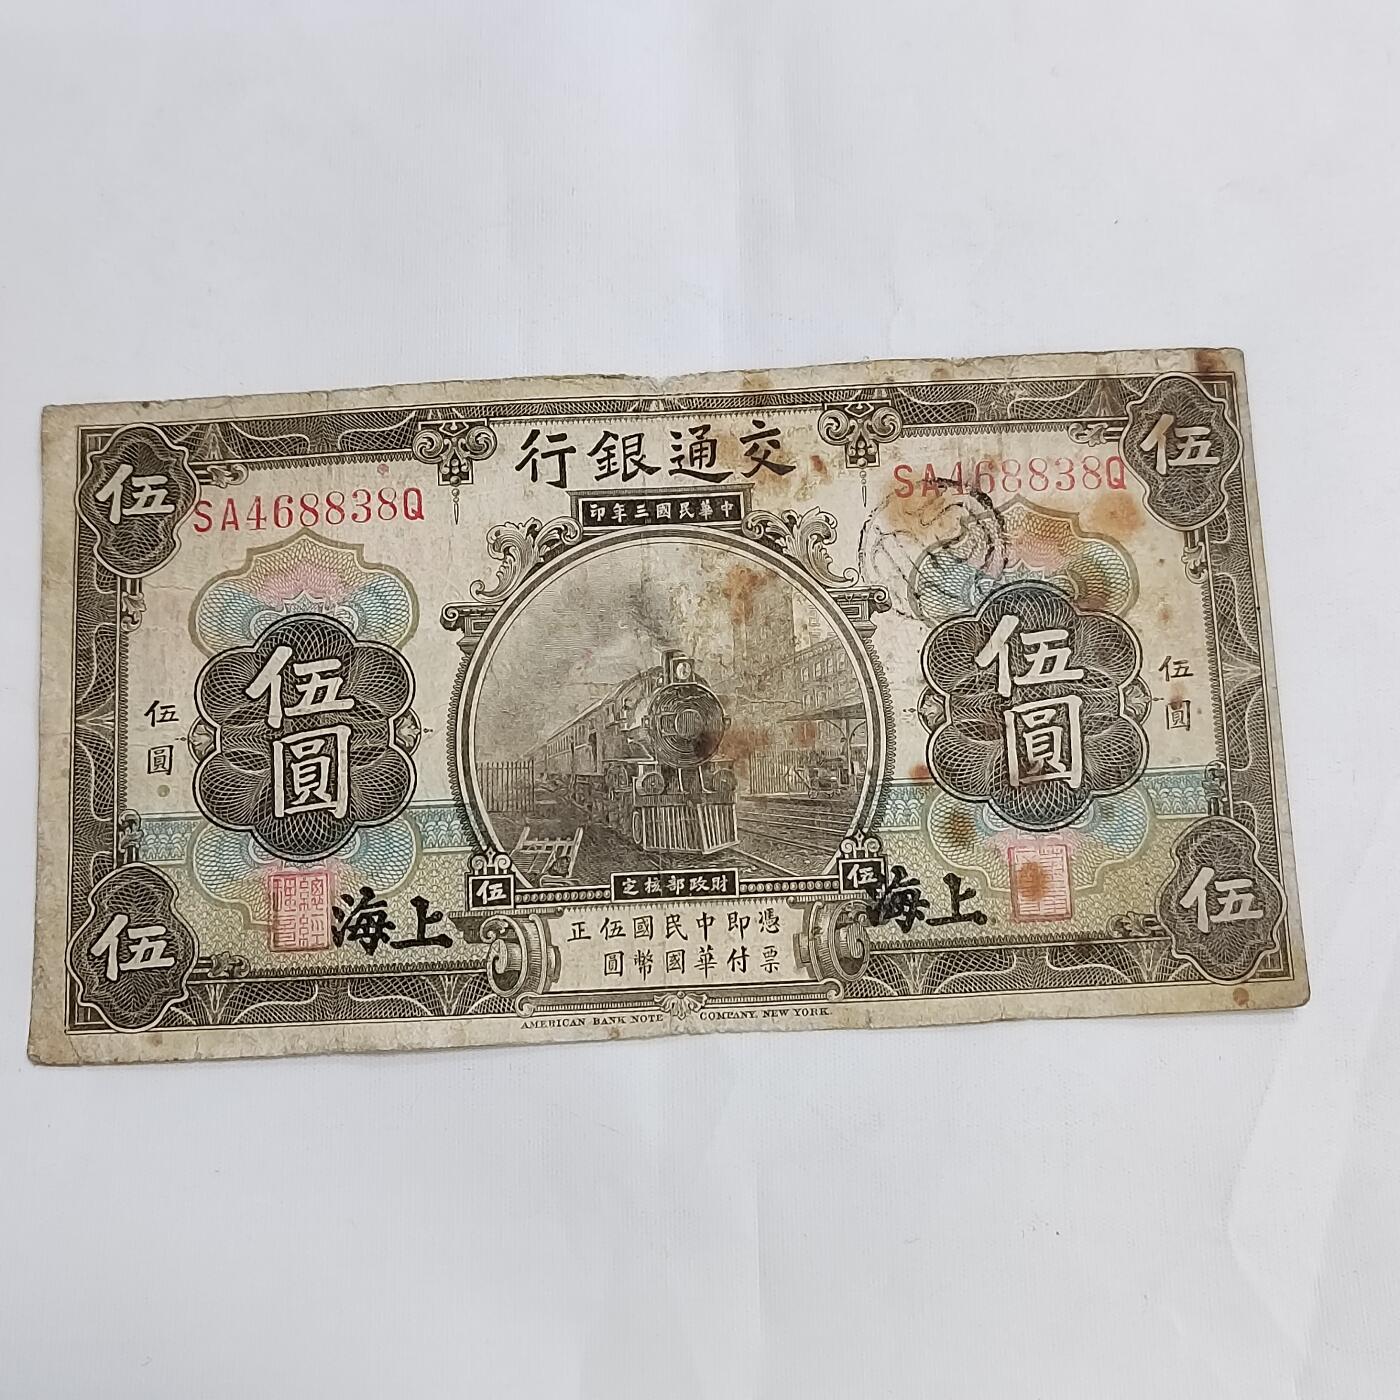 交通銀行
中華民國三年印
伍
伍
SA468838Q
SA468838Q
伍圓
伍圓
伍圓
伍圓
伍
伍
財政部核定
上海
上海
憑票即付中華民國國幣伍圓正
伍
伍
AMERICAN BANK NOTE COMPANY, NEW YORK.